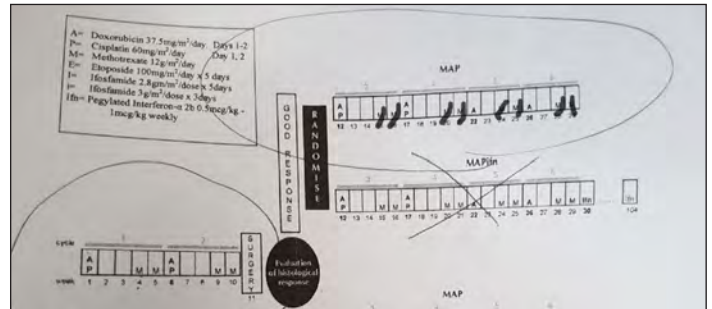 A= Doxorubicin 37.5mg/m²/day Days 1-2
P= Cisplatin 60mg/m²/day Day 1, 2
M= Methotrexate 12g/m²/day
E= Etoposide 100mg/m²/day x 5 days
I= Ifosfamide 2.8gm/m²/dose x 5days
i= Ifosfamide 3g/m²/dose x 3days
Ifn= Pegylated Interferon-α 2b 0.5mcg/kg -
1mcg/kg weekly
GOOD RESPONSE
RANDOMISE
MAP
A P M M A P M M A M M A M M
12 13 14 15 16 17 18 19 20 21 22 23 24 25 26 27 28 29
MAPifn
A P M M A P M M A M M A M M Ifn
12 13 14 15 16 17 18 19 20 21 22 23 24 25 26 27 28 29 30 104
cycle 1 2
A P M M A P M M
week 1 2 3 4 5 6 7 8 9 10
SURGERY
11
Evaluation
of histological
response
MAP